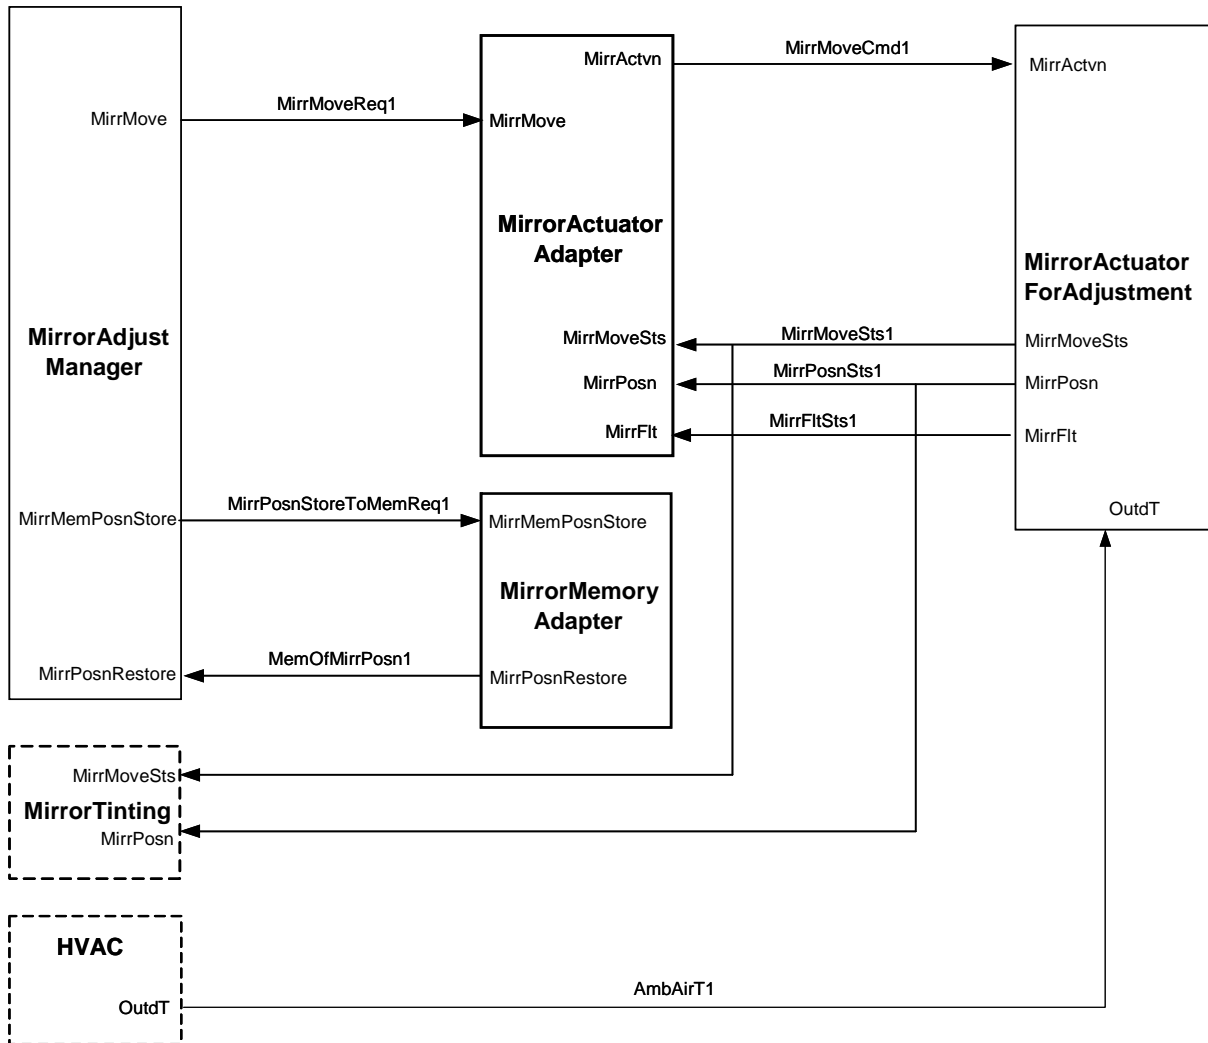 MirrActvn
MirrMoveCmd1
MirrActvn
MirrMove
MirrMoveReq1
MirrMove
MirrorActuator
Adapter
MirrorActuator
ForAdjustment
MirrorAdjust
Manager
MirrMoveSts
MirrMoveSts1
MirrMoveSts
MirrPosn
MirrPosnSts1
MirrPosn
MirrFlt
MirrFltSts1
MirrFlt
OutdT
MirrMemPosnStore
MirrPosnStoreToMemReq1
MirrMemPosnStore
MirrorMemory
Adapter
MirrPosnRestore
MemOfMirrPosn1
MirrPosnRestore
MirrMoveSts
MirrorTinting
MirrPosn
HVAC
OutdT
AmbAirT1